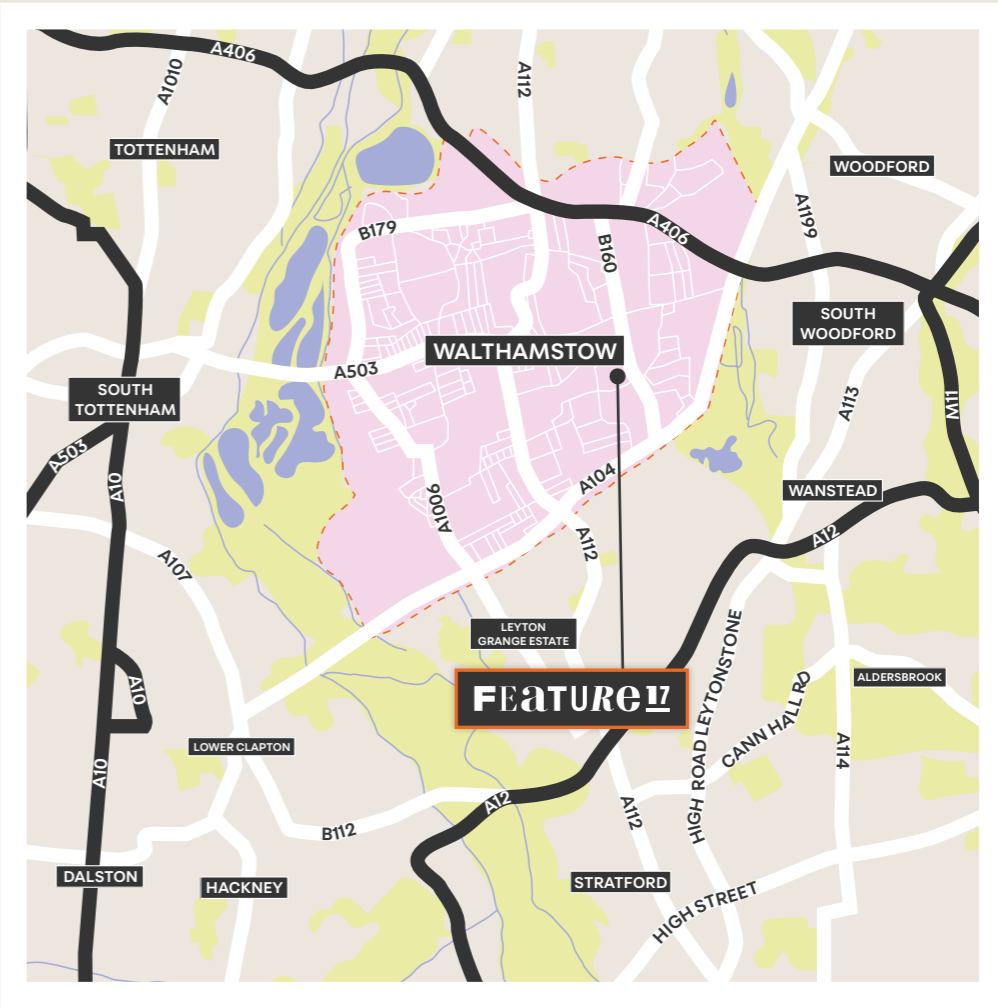 A406
A1010
A112
TOTTENHAM
WOODFORD
A1199
B179
B160
A406
SOUTH
WOODFORD
WALTHAMSTOW
A503
SOUTH
TOTTENHAM
A113
M11
A503
A10
A1006
A104
WANSTEAD
A12
A107
A112
LEYTON
GRANGE ESTATE
HIGH ROAD LEYTONSTONE
FEATURE 17
A10
CANN HALL RD
ALDERSBROOK
LOWER CLAPTON
A114
A10
A12
B112
A112
DALSTON
HACKNEY
STRATFORD
HIGH STREET